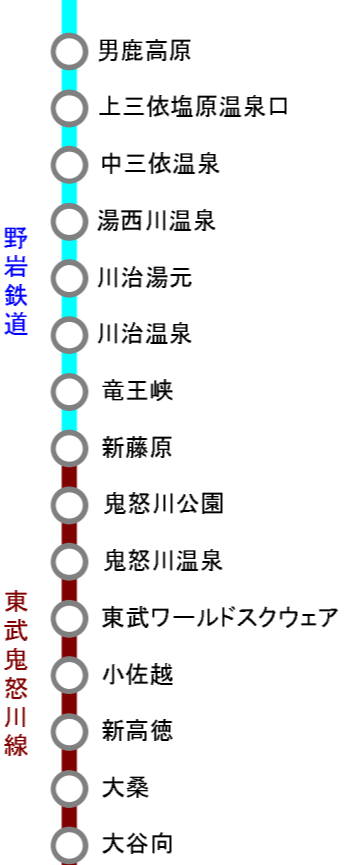 男鹿高原
上三依塩原温泉口
中三依温泉
湯西川温泉
川治湯元
川治温泉
竜王峡
新藤原
鬼怒川公園
鬼怒川温泉
東武ワールドスクウェア
小佐越
新高徳
大桑
大谷向
野岩鉄道
東武鬼怒川線